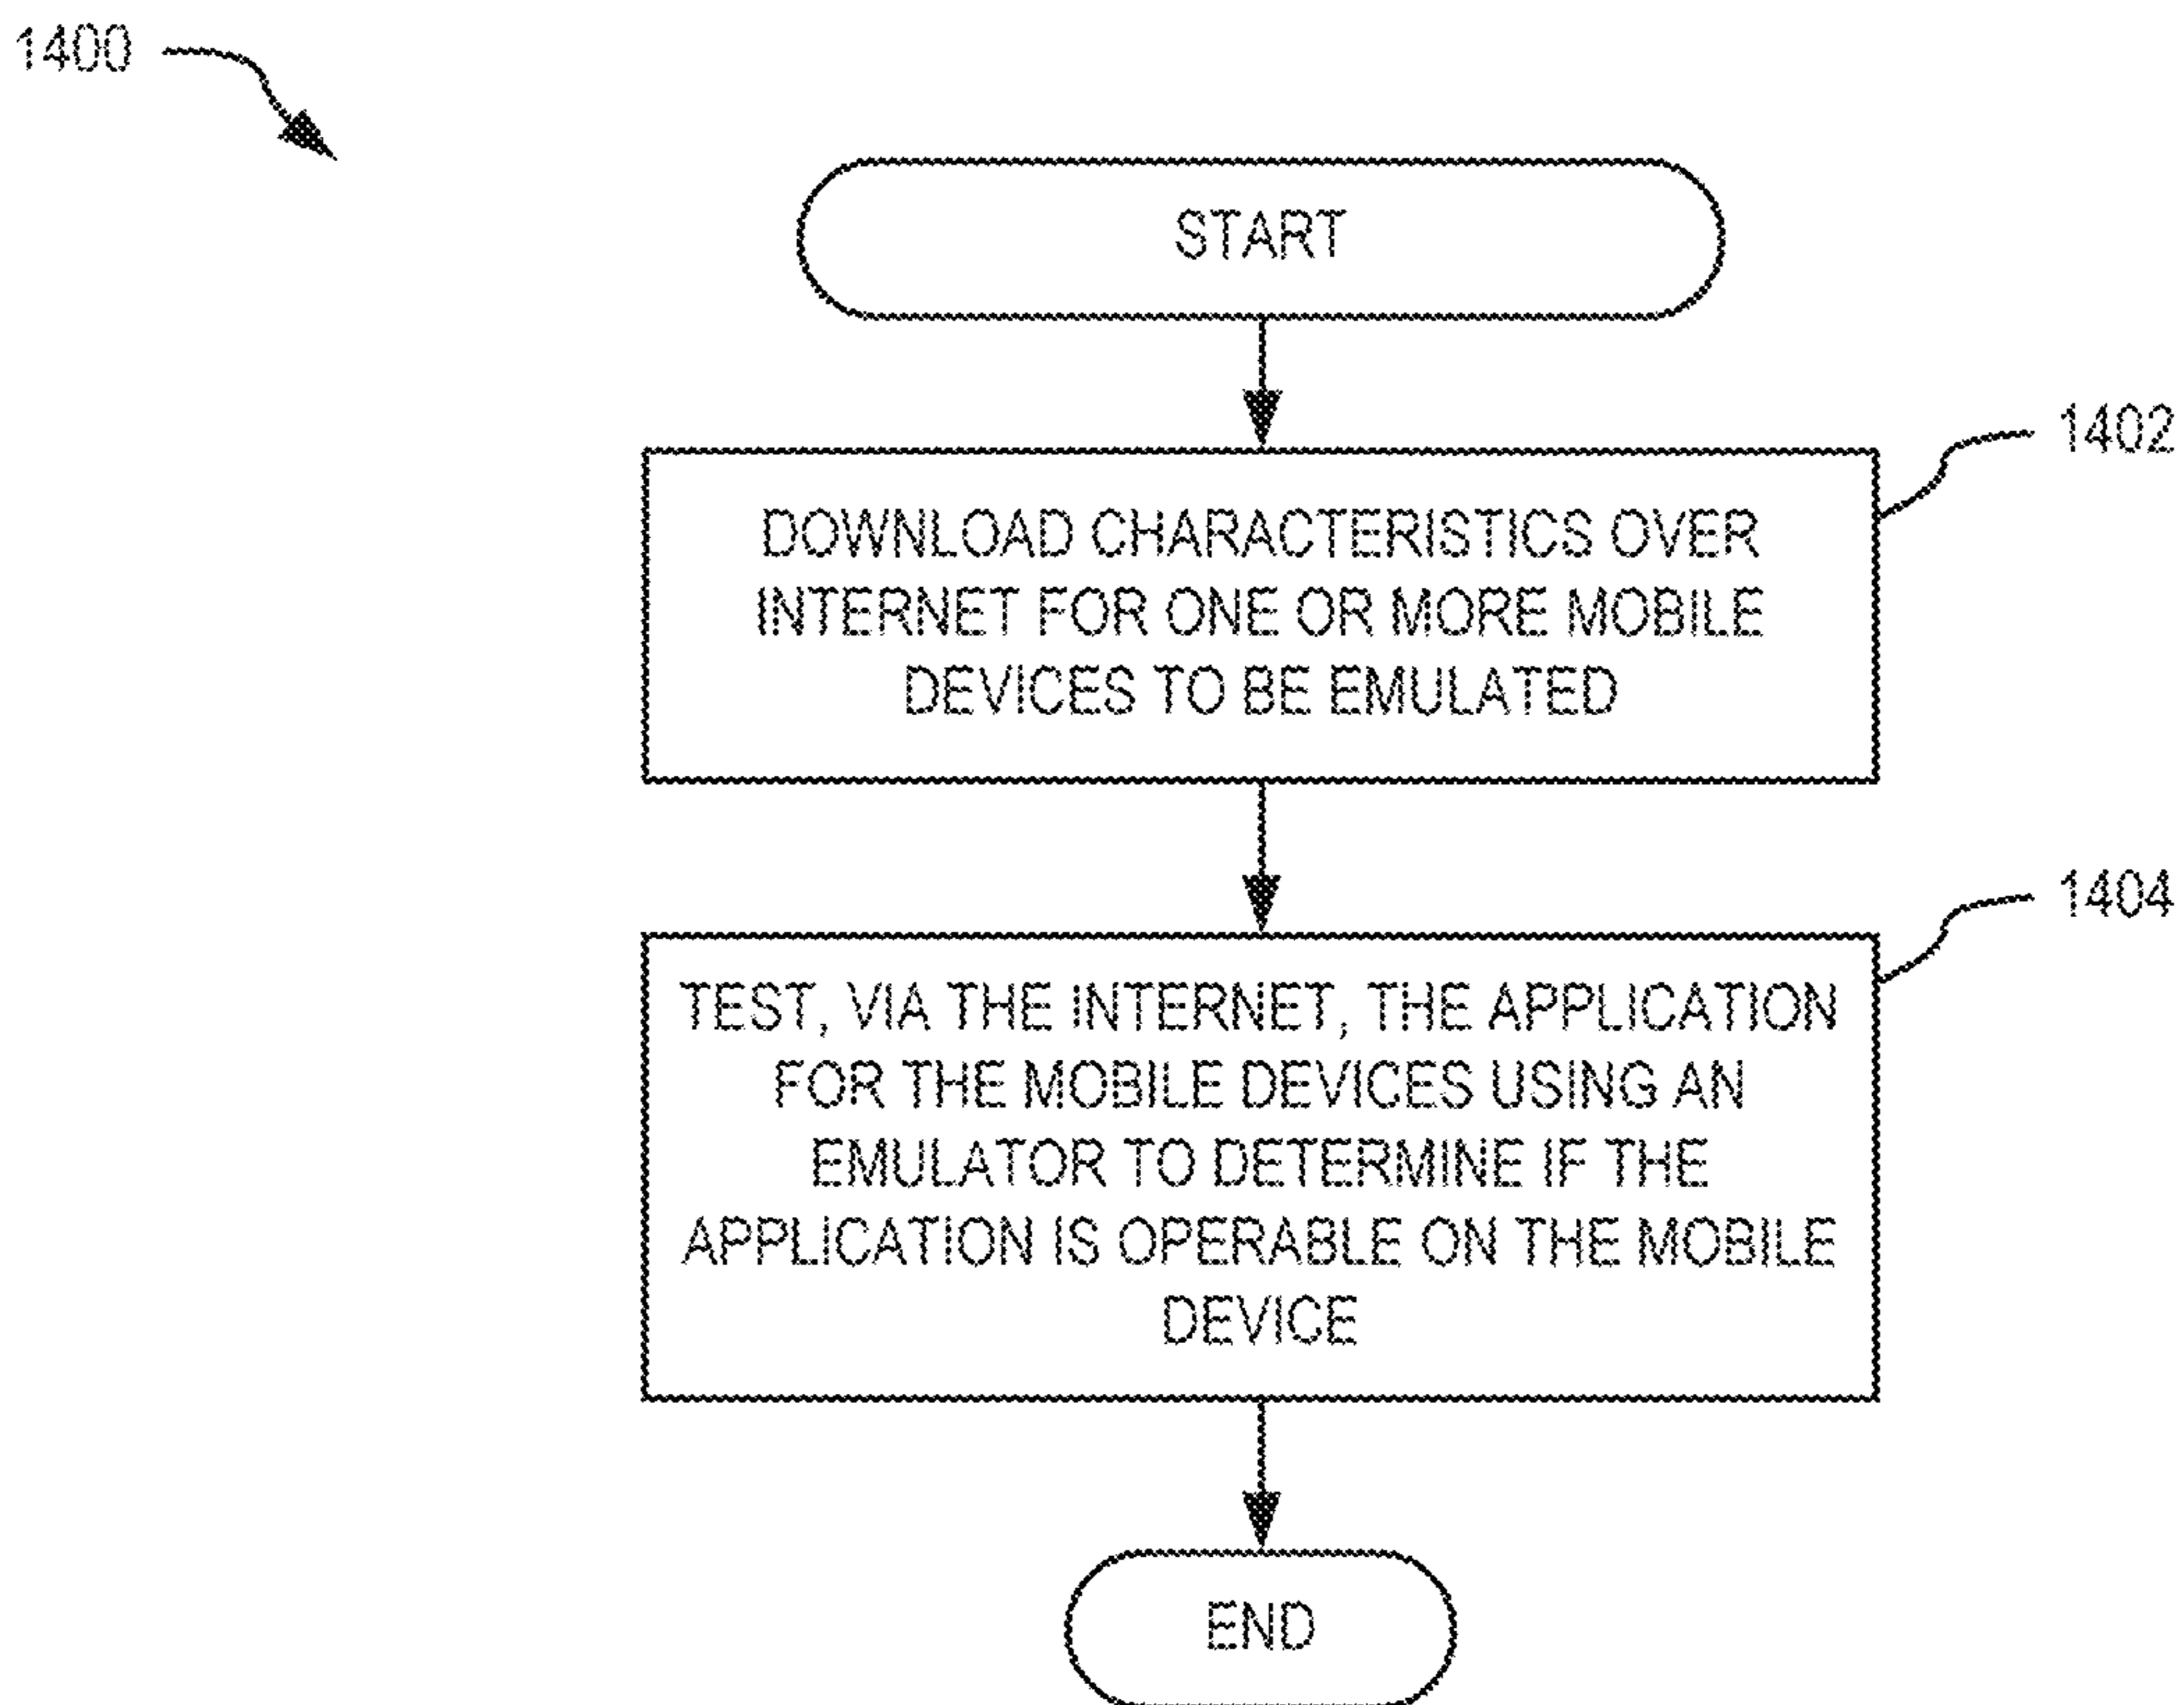 1400
START
1402
DOWNLOAD CHARACTERISTICS OVER
INTERNET FOR ONE OR MORE MOBILE
DEVICES TO BE EMULATED
1404
TEST, VIA THE INTERNET, THE APPLICATION
FOR THE MOBILE DEVICES USING AN
EMULATOR TO DETERMINE IF THE
APPLICATION IS OPERABLE ON THE MOBILE
DEVICE
END